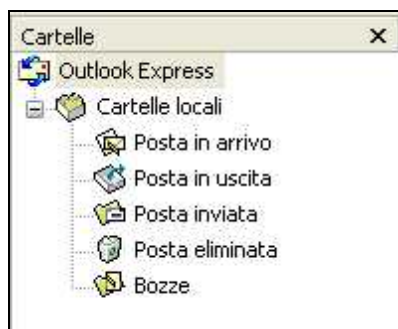 Cartelle
Outlook Express
Cartelle locali
Posta in arrivo
Posta in uscita
Posta inviata
Posta eliminata
Bozze